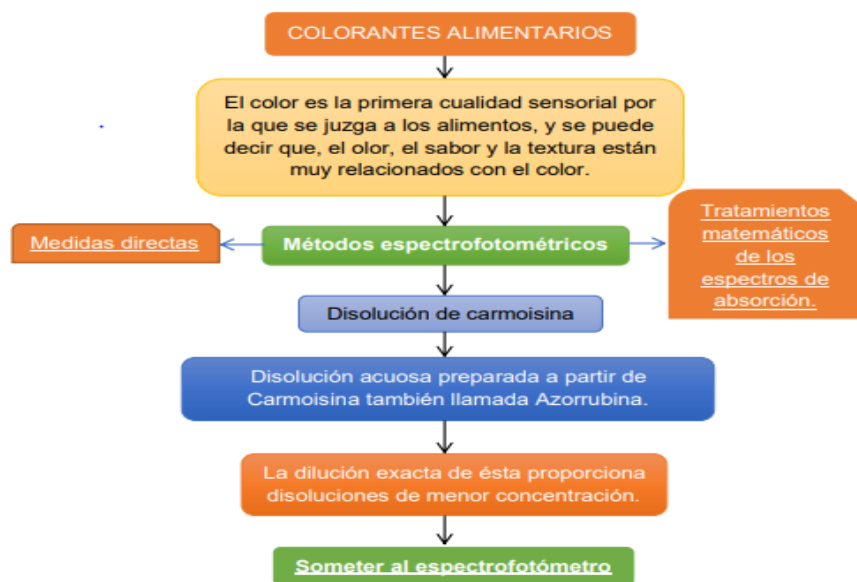 COLORANTES ALIMENTARIOS
El color es la primera cualidad sensorial por
la que se juzga a los alimentos, y se puede
decir que, el olor, el sabor y la textura están
muy relacionados con el color.
Medidas directas
Métodos espectrofotométricos
Tratamientos
matemáticos
de los
espectros de
absorción.
Disolución de carmoisina
Disolución acuosa preparada a partir de
Carmoisina también llamada Azorrubina.
La dilución exacta de ésta proporciona
disoluciones de menor concentración.
Someter al espectrofotómetro